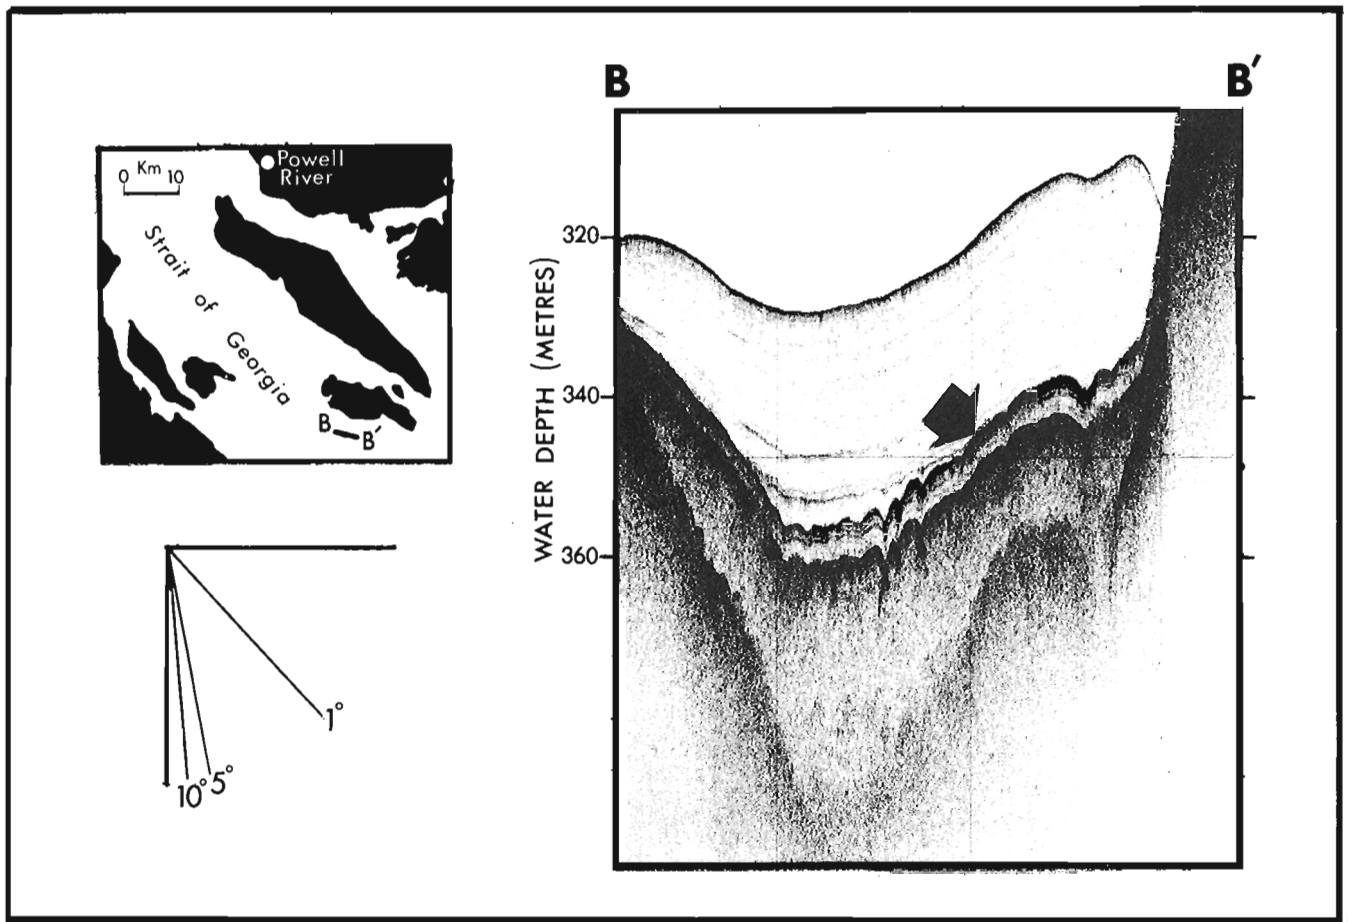 B
B′
Km
0 10
Powell
River
Strait of Georgia
B
B′
320
340
360
WATER DEPTH (METRES)
1°
5°
10°